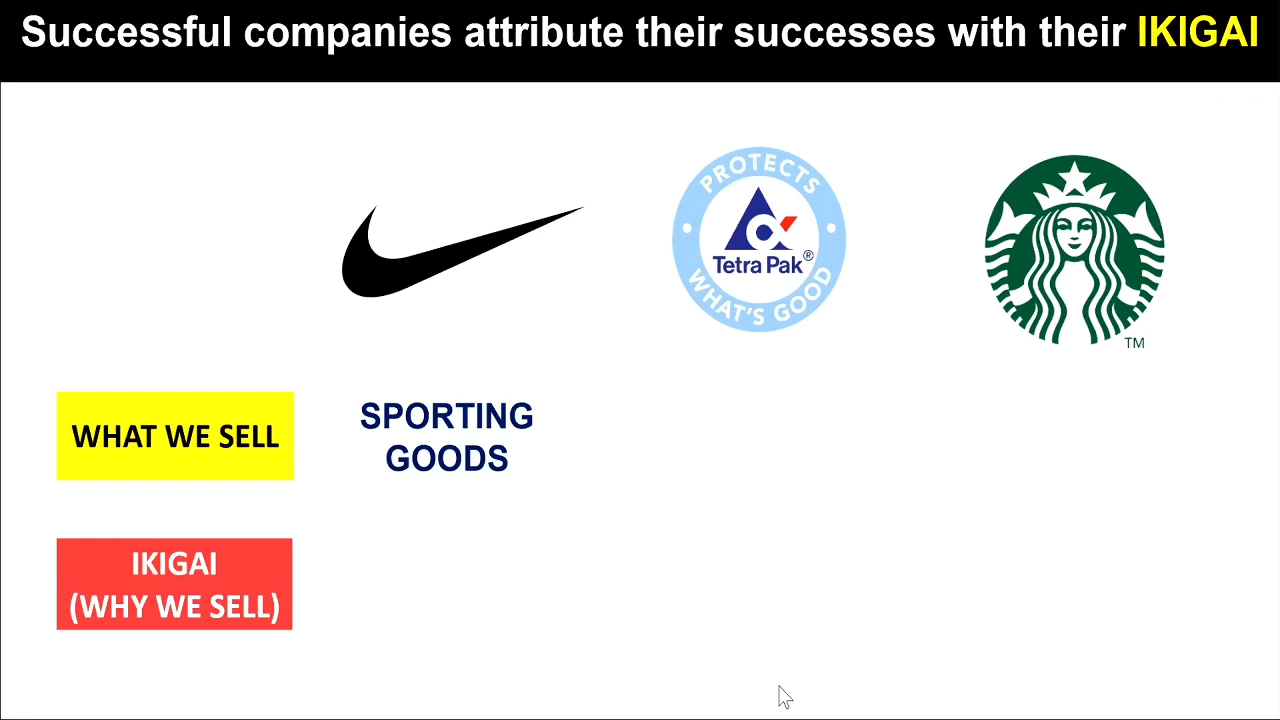 Successful companies attribute their successes with their IKIGAI
PROTECTS
Tetra Pak®
WHAT'S GOOD
TM
WHAT WE SELL
SPORTING
GOODS
IKIGAI
(WHY WE SELL)